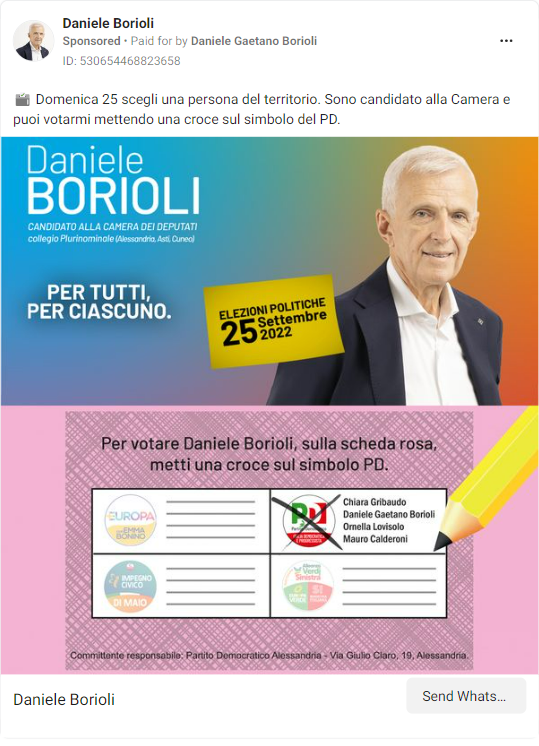 Daniele Borioli
Sponsored • Paid for by Daniele Gaetano Borioli
ID: 530654468823658
Domenica 25 scegli una persona del territorio. Sono candidato alla Camera e
puoi votarmi mettendo una croce sul simbolo del PD.
Daniele
BORIOLI
CANDIDATO ALLA CAMERA DEI DEPUTATI
collegio Plurinominale (Alessandria, Asti, Cuneo)
PER TUTTI,
PER CIASCUNO.
ELEZIONI POLITICHE
25 Settembre
2022
Per votare Daniele Borioli, sulla scheda rosa,
metti una croce sul simbolo PD.
EUROPA
EMMA
BONINO
PD
Chiara Gribaudo
Daniele Gaetano Borioli
Ornella Lovisolo
Mauro Calderoni
IMPEGNO
CIVICO
DI MAIO
Alleanza
Verdi
Sinistra
VERDE
SI
Committente responsabile: Partito Democratico Alessandria - Via Giulio Claro, 19, Alessandria.
Daniele Borioli
Send Whats...